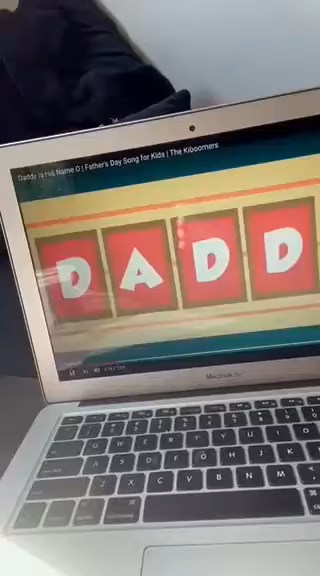 Daddy Is His Name O | Father's Day Song for Kids | The Kiboomers
D A D D
MacBook Air
Q W E R T Y U I O
A S D F G H J K L
Z X C V B N M